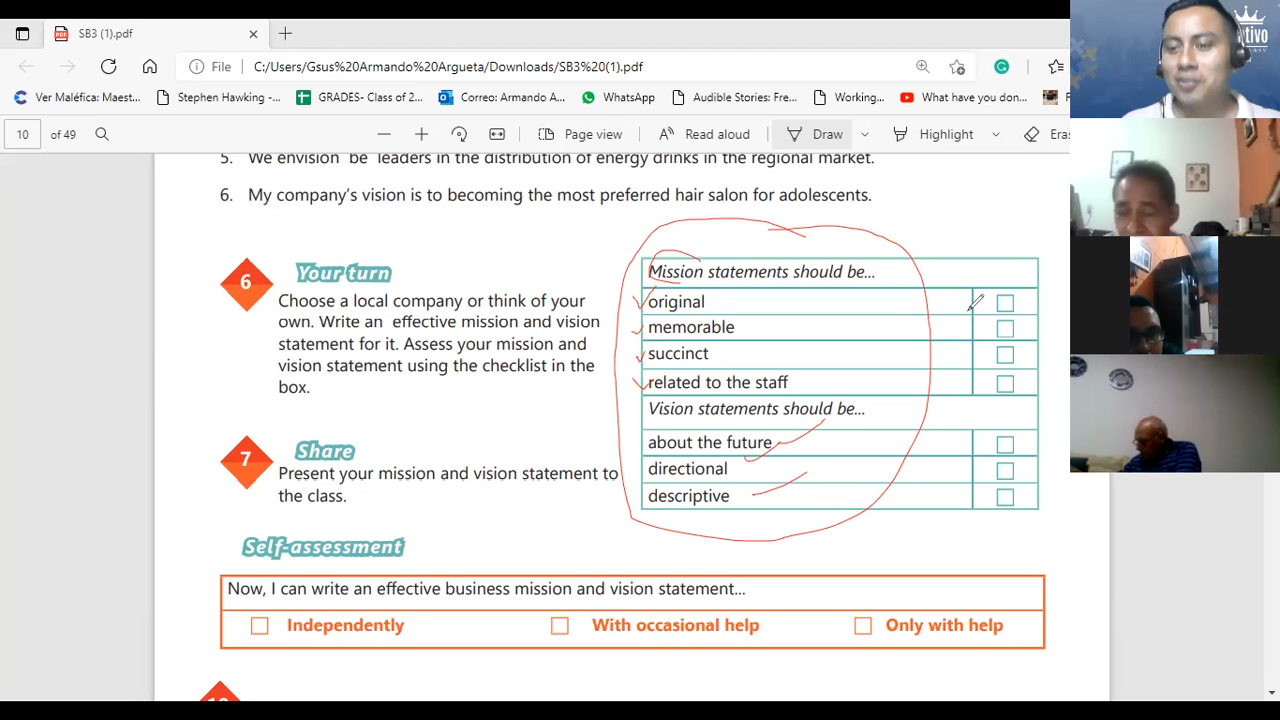 SB3 (1).pdf
File
C:/Users/Gsus%20Armando%20Argueta/Downloads/SB3%20(1).pdf
Ver Maléfica: Maest...
Stephen Hawking -...
GRADES- Class of 2...
Correo: Armando A...
WhatsApp
Audible Stories: Fre...
Working...
What have you don...
10
of 49
Page view
Read aloud
Draw
Highlight
Eras
tivo
5. We envision be leaders in the distribution of energy drinks in the regional market.
6. My company's vision is to becoming the most preferred hair salon for adolescents.
6
Your turn
Choose a local company or think of your
own. Write an effective mission and vision
statement for it. Assess your mission and
vision statement using the checklist in the
box.
Mission statements should be...
original
memorable
succinct
related to the staff
Vision statements should be...
about the future
directional
descriptive
7
Share
Present your mission and vision statement to
the class.
Self-assessment
Now, I can write an effective business mission and vision statement...
Independently
With occasional help
Only with help